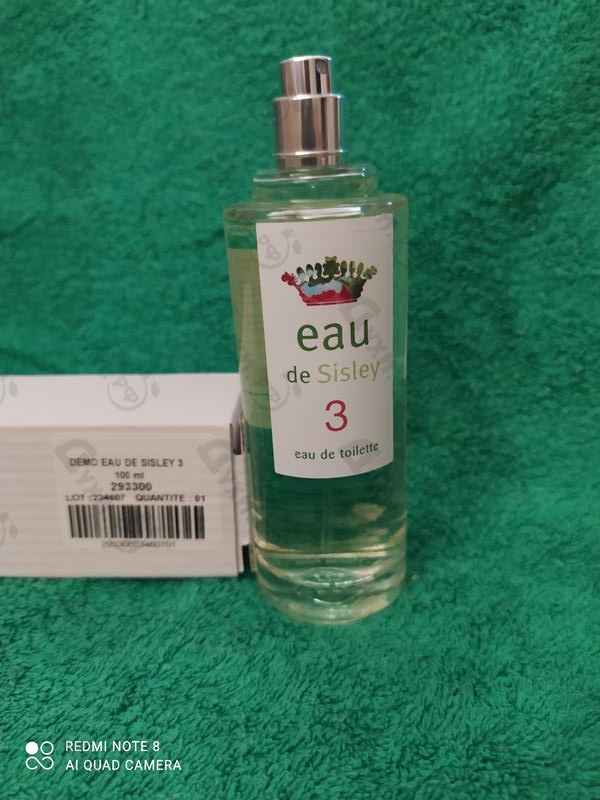 eau
de Sisley
3
eau de toilette
DEMO EAU DE SISLEY 3
100 ml
293300
LOT :234607 QUANTITE : 01
REDMI NOTE 8
AI QUAD CAMERA